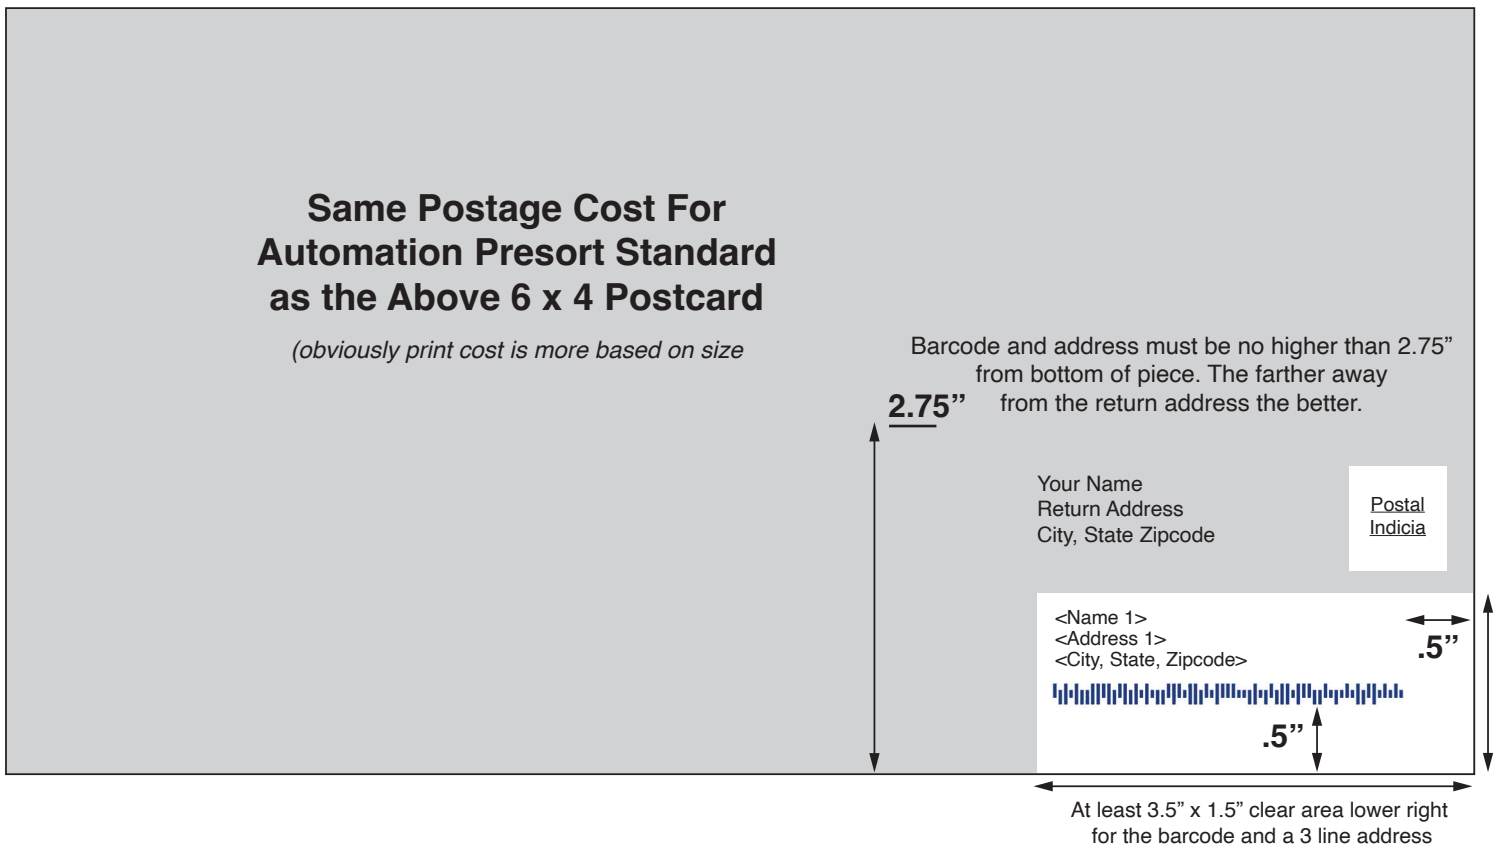 Same Postage Cost For
Automation Presort Standard
as the Above 6 x 4 Postcard
(obviously print cost is more based on size
Barcode and address must be no higher than 2.75”
from bottom of piece. The farther away
from the return address the better.
2.75”
Your Name
Return Address
City, State Zipcode
Postal
Indicia
<Name 1>
<Address 1>
<City, State, Zipcode>
.5”
.5”
At least 3.5” x 1.5” clear area lower right
for the barcode and a 3 line address